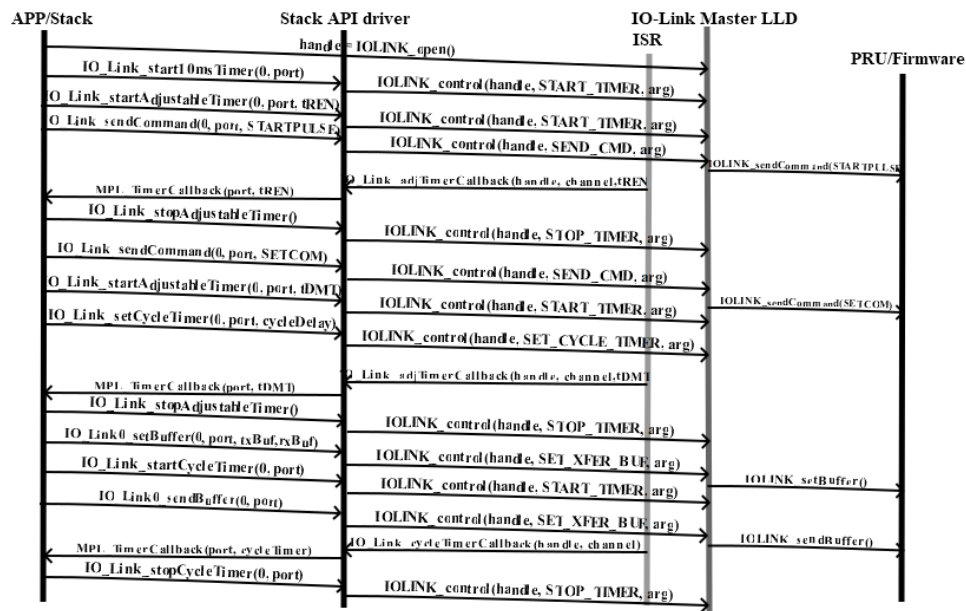 APP/Stack
Stack API driver
IO-Link Master LLD
ISR
PRU/Firmware
handle = IOLINK_open()
IO_Link_start10msTimer(0, port)
IOLINK_control(handle, START_TIMER, arg)
IO_Link_startAdjustableTimer(0, port, tREN)
IOLINK_control(handle, START_TIMER, arg)
IO_Link_sendCommand(0, port, STARTPULSE)
IOLINK_control(handle, SEND_CMD, arg)
IOLINK_sendCommand(STARTPULSE
IO_Link_adjTimerCallback(handle, channel,tREN
MPL_TimerCallback(port, tREN)
IO_Link_stopAdjustableTimer()
IOLINK_control(handle, STOP_TIMER, arg)
IO_Link_sendCommand(0, port, SETCOM)
IOLINK_control(handle, SEND_CMD, arg)
IO_Link_startAdjustableTimer(0, port, tDMT)
IOLINK_control(handle, START_TIMER, arg)
IOLINK_sendCommand(SETCOM)
IO_Link_setCycleTimer(0, port, cycleDelay)
IOLINK_control(handle, SET_CYCLE_TIMER, arg)
IO_Link_adjTimerCallback(handle, channel,tDMT
MPL_TimerCallback(port, tDMT)
IO_Link_stopAdjustableTimer()
IOLINK_control(handle, STOP_TIMER, arg)
IO_Link0_setBuffer(0, port, txBuf,rxBuf)
IOLINK_control(handle, SET_XFER_BUF, arg)
IO_Link_startCycleTimer(0, port)
IOLINK_control(handle, START_TIMER, arg)
IOLINK_setBuffer()
IO_Link0_sendBuffer(0, port)
IOLINK_control(handle, SET_XFER_BUF, arg)
IOLINK_sendBuffer()
IO_Link_cycleTimerCallback(handle, channel)
MPL_TimerCallback(port, cycleTimer)
IO_Link_stopCycleTimer(0, port)
IOLINK_control(handle, STOP_TIMER, arg)